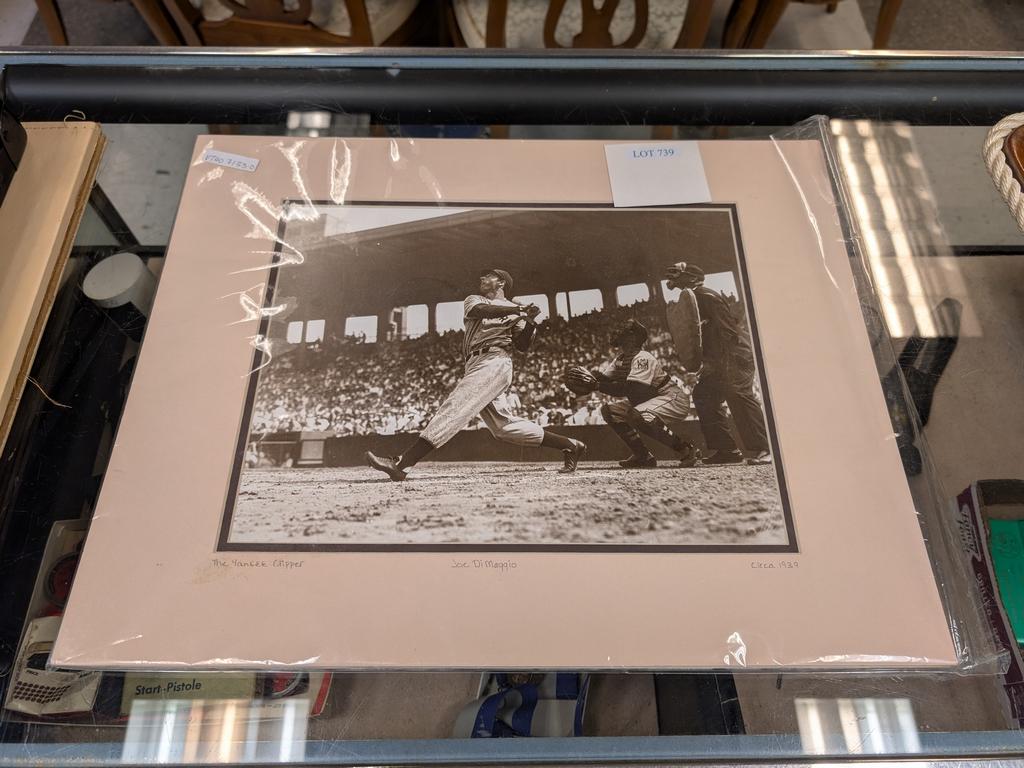 LOT 739
The Yankee Clipper
Joe DiMaggio
Circa 1939
Start-Pistole